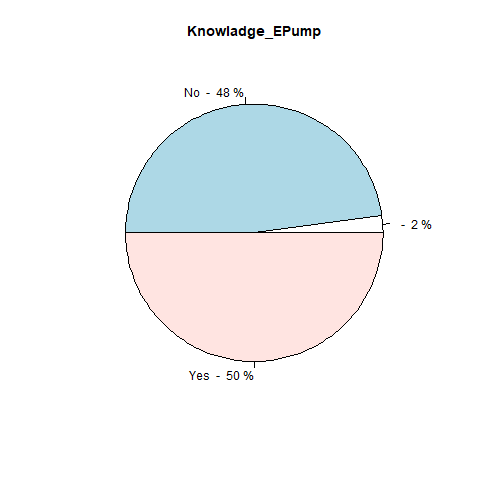 Knowladge_EPump
No - 48 %
- 2 %
Yes - 50 %